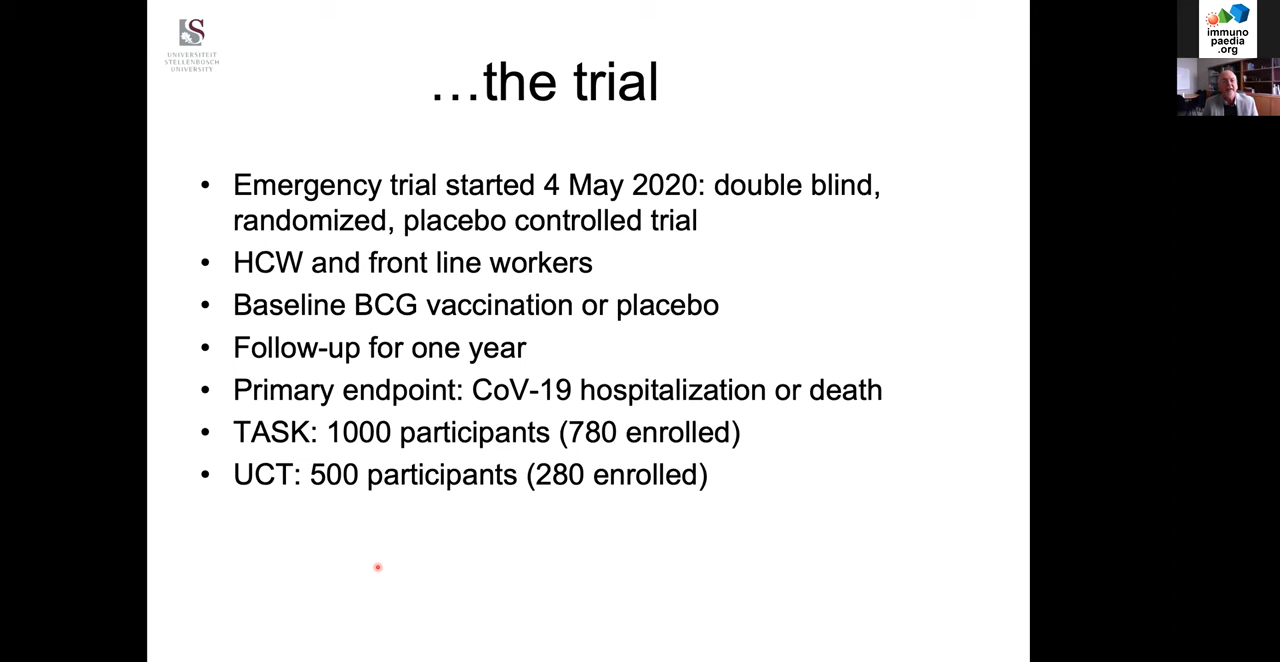 UNIVERSITEIT
STELLENBOSCH
UNIVERSITY
immuno
paedia
.org
…the trial
• Emergency trial started 4 May 2020: double blind,
randomized, placebo controlled trial
• HCW and front line workers
• Baseline BCG vaccination or placebo
• Follow-up for one year
• Primary endpoint: CoV-19 hospitalization or death
• TASK: 1000 participants (780 enrolled)
• UCT: 500 participants (280 enrolled)